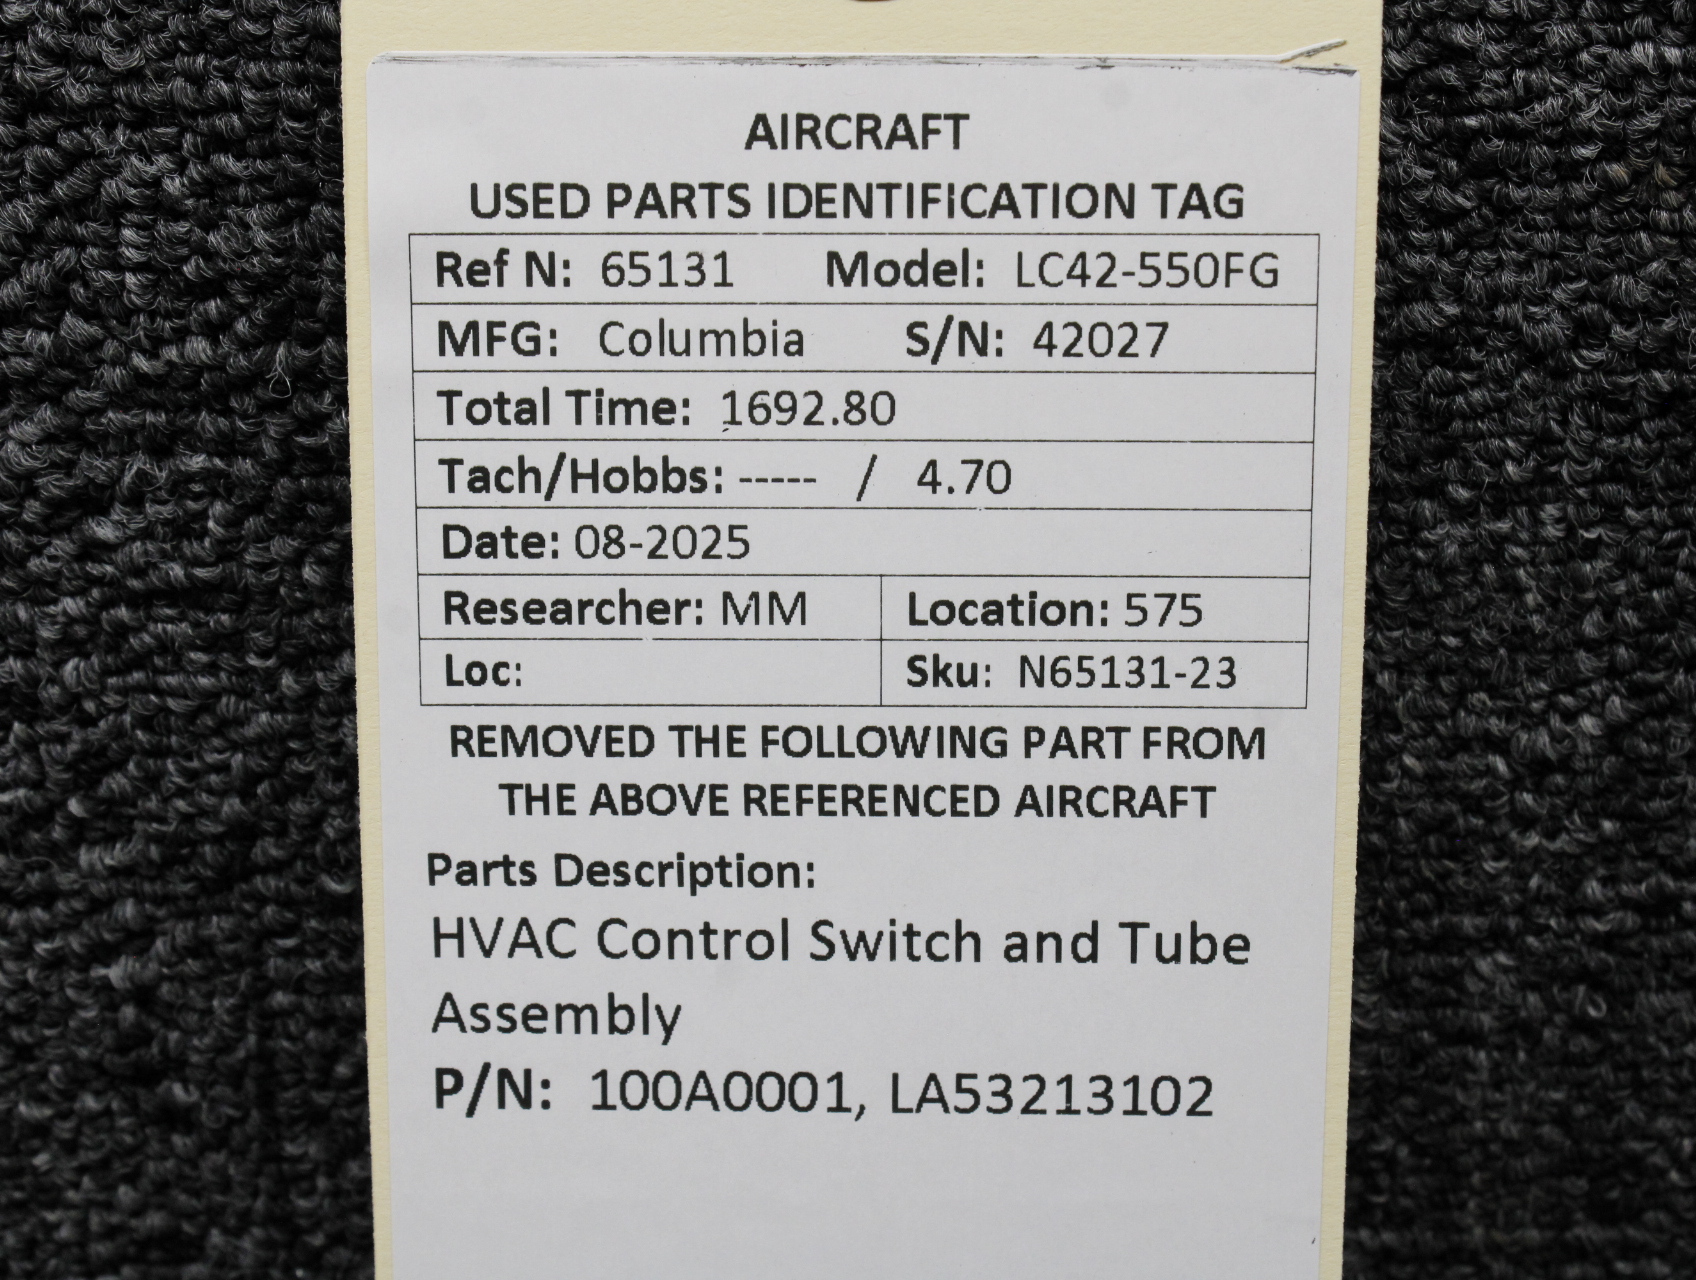 AIRCRAFT
USED PARTS IDENTIFICATION TAG
Ref N: 65131 Model: LC42-550FG
MFG: Columbia S/N: 42027
Total Time: 1692.80
Tach/Hobbs: ----- / 4.70
Date: 08-2025
Researcher: MM Location: 575
Loc: Sku: N65131-23
REMOVED THE FOLLOWING PART FROM
THE ABOVE REFERENCED AIRCRAFT
Parts Description:
HVAC Control Switch and Tube
Assembly
P/N: 100A0001, LA53213102